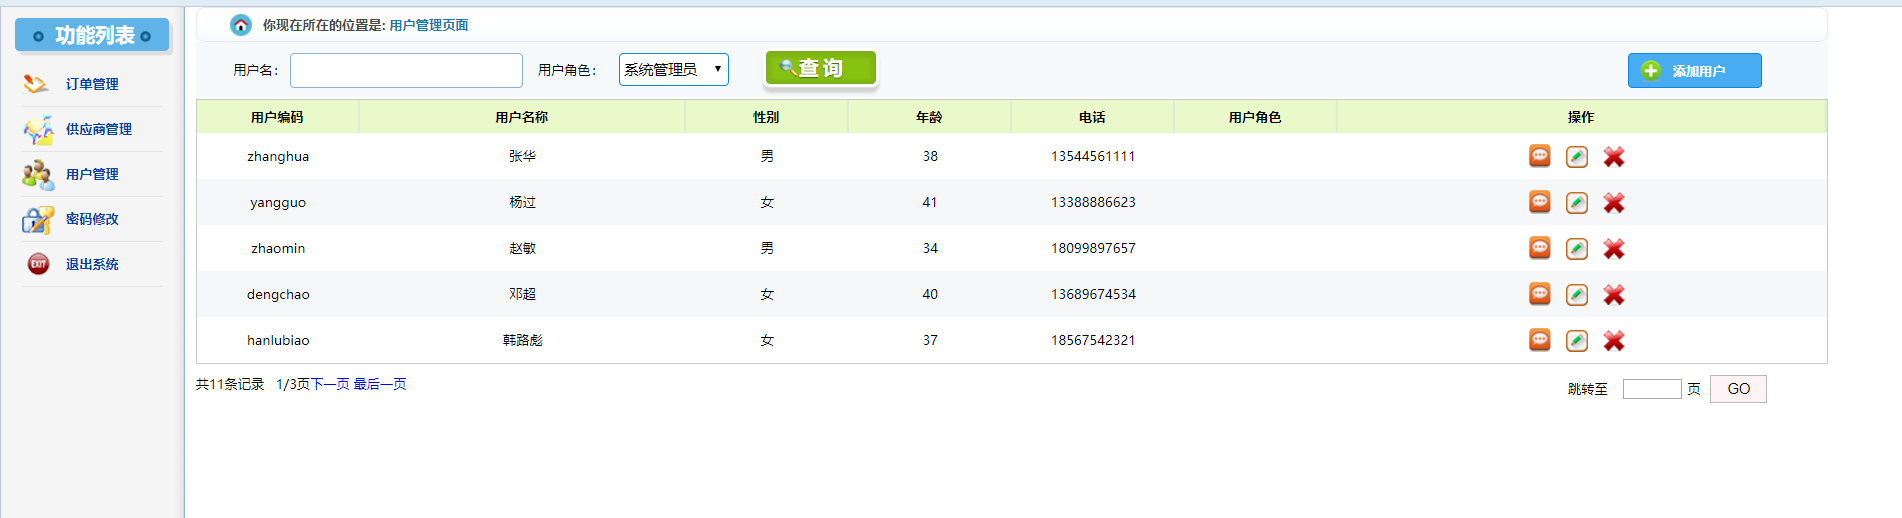 功能列表
订单管理
供应商管理
用户管理
密码修改
EXIT 退出系统
你现在所在的位置是: 用户管理页面
用户名: 用户角色: 系统管理员 查询 添加用户
用户编码 用户名称 性别 年龄 电话 用户角色 操作
zhanghua 张华 男 38 13544561111
yangguo 杨过 女 41 13388886623
zhaomin 赵敏 男 34 18099897657
dengchao 邓超 女 40 13689674534
hanlubiao 韩路彪 女 37 18567542321
共11条记录 1/3页下一页 最后一页 跳转至 页 GO